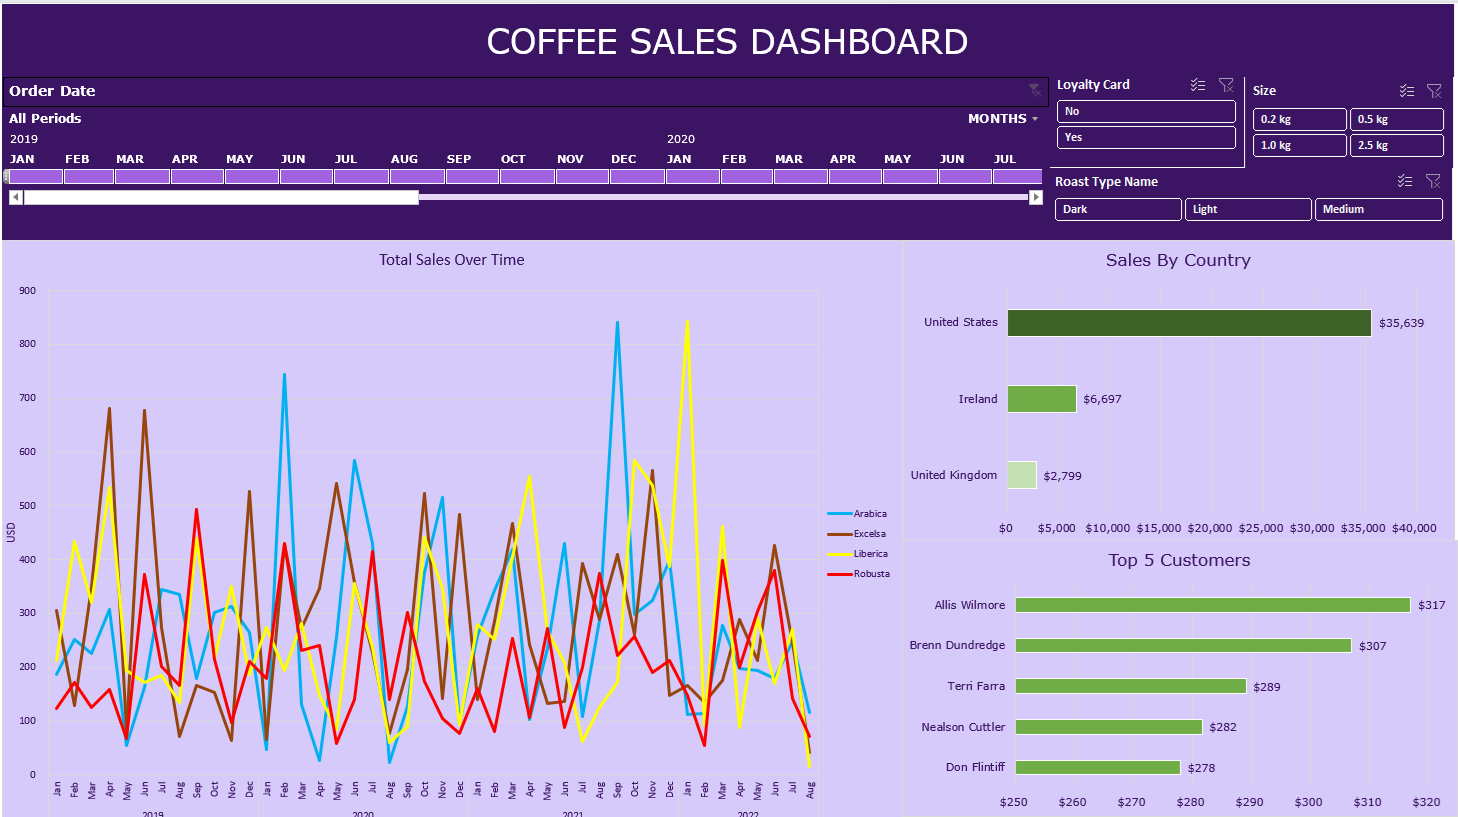 COFFEE SALES DASHBOARD
Order Date
All Periods
MONTHS
2019 2020
JAN FEB MAR APR MAY JUN JUL AUG SEP OCT NOV DEC JAN FEB MAR APR MAY JUN JUL
Loyalty Card
No
Yes
Size
0.2 kg 0.5 kg
1.0 kg 2.5 kg
Roast Type Name
Dark Light Medium
Total Sales Over Time
900
800
700
600
500
400
300
200
100
0
USD
Jan Feb Mar Apr May Jun Jul Aug Sep Oct Nov Dec Jan Feb Mar Apr May Jun Jul Aug Sep Oct Nov Dec Jan Feb Mar Apr May Jun Jul Aug Sep Oct Nov Dec Jan Feb Mar Apr May Jun Jul Aug
2019 2020 2021 2022
Arabica
Excelsa
Liberica
Robusta
Sales By Country
United States $35,639
Ireland $6,697
United Kingdom $2,799
$0 $5,000 $10,000 $15,000 $20,000 $25,000 $30,000 $35,000 $40,000
Top 5 Customers
Allis Wilmore $317
Brenn Dundredge $307
Terri Farra $289
Nealson Cuttler $282
Don Flintiff $278
$250 $260 $270 $280 $290 $300 $310 $320